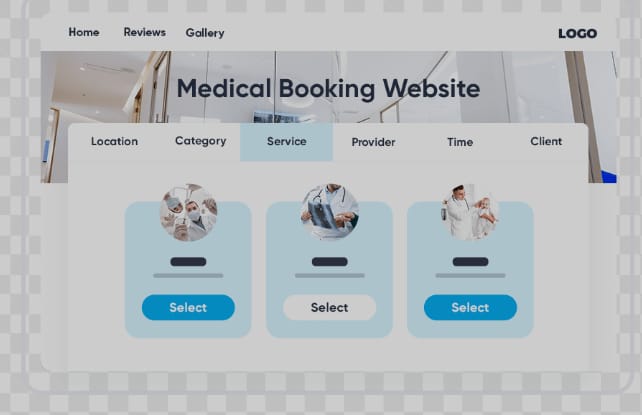 Home Reviews Gallery LOGO
Medical Booking Website
Location Category Service Provider Time Client
Select Select Select